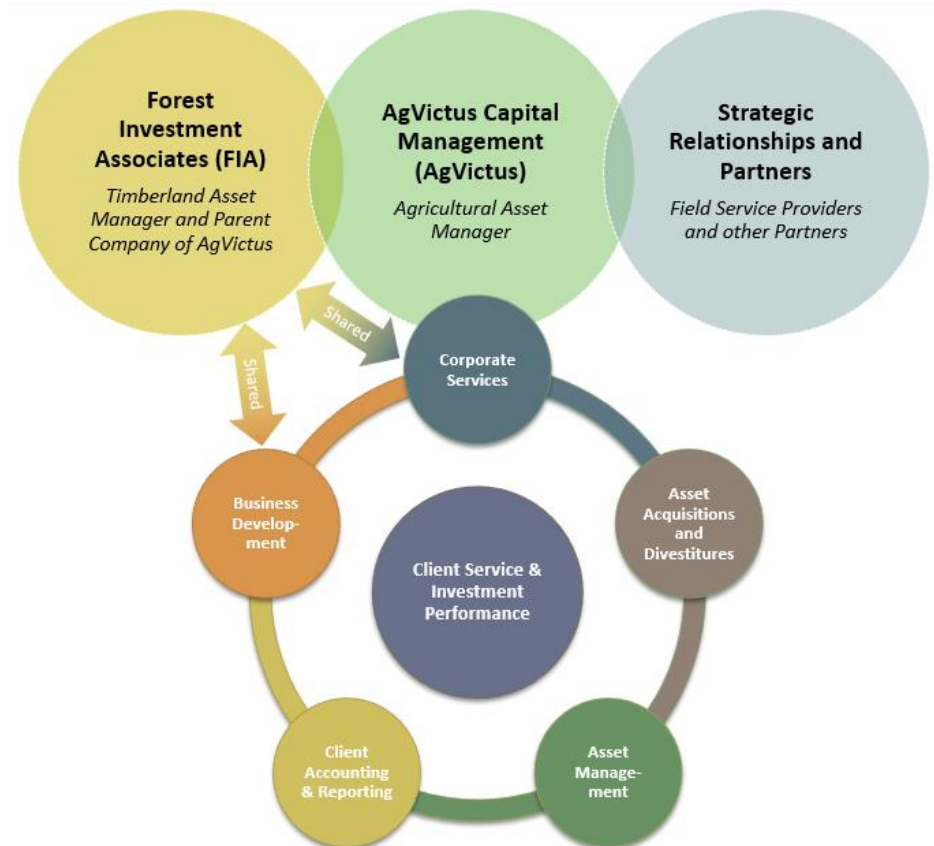 Forest
Investment
Associates (FIA)
Timberland Asset
Manager and Parent
Company of AgVictus
AgVictus Capital
Management
(AgVictus)
Agricultural Asset
Manager
Strategic
Relationships and
Partners
Field Service Providers
and other Partners
Shared
Shared
Corporate
Services
Business
Develop-
ment
Asset
Acquisitions
and
Divestitures
Client Service &
Investment
Performance
Client
Accounting
& Reporting
Asset
Manage-
ment